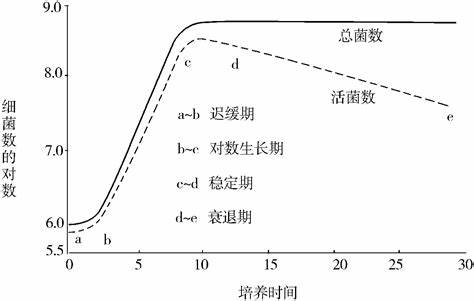 9.0
总菌数
8.0
c
d
活菌数
e
细菌数的对数
a~b 迟缓期
7.0
b~c 对数生长期
c~d 稳定期
6.0
d~e 衰退期
a
b
5.5
0
5
10
15
20
25
30
培养时间